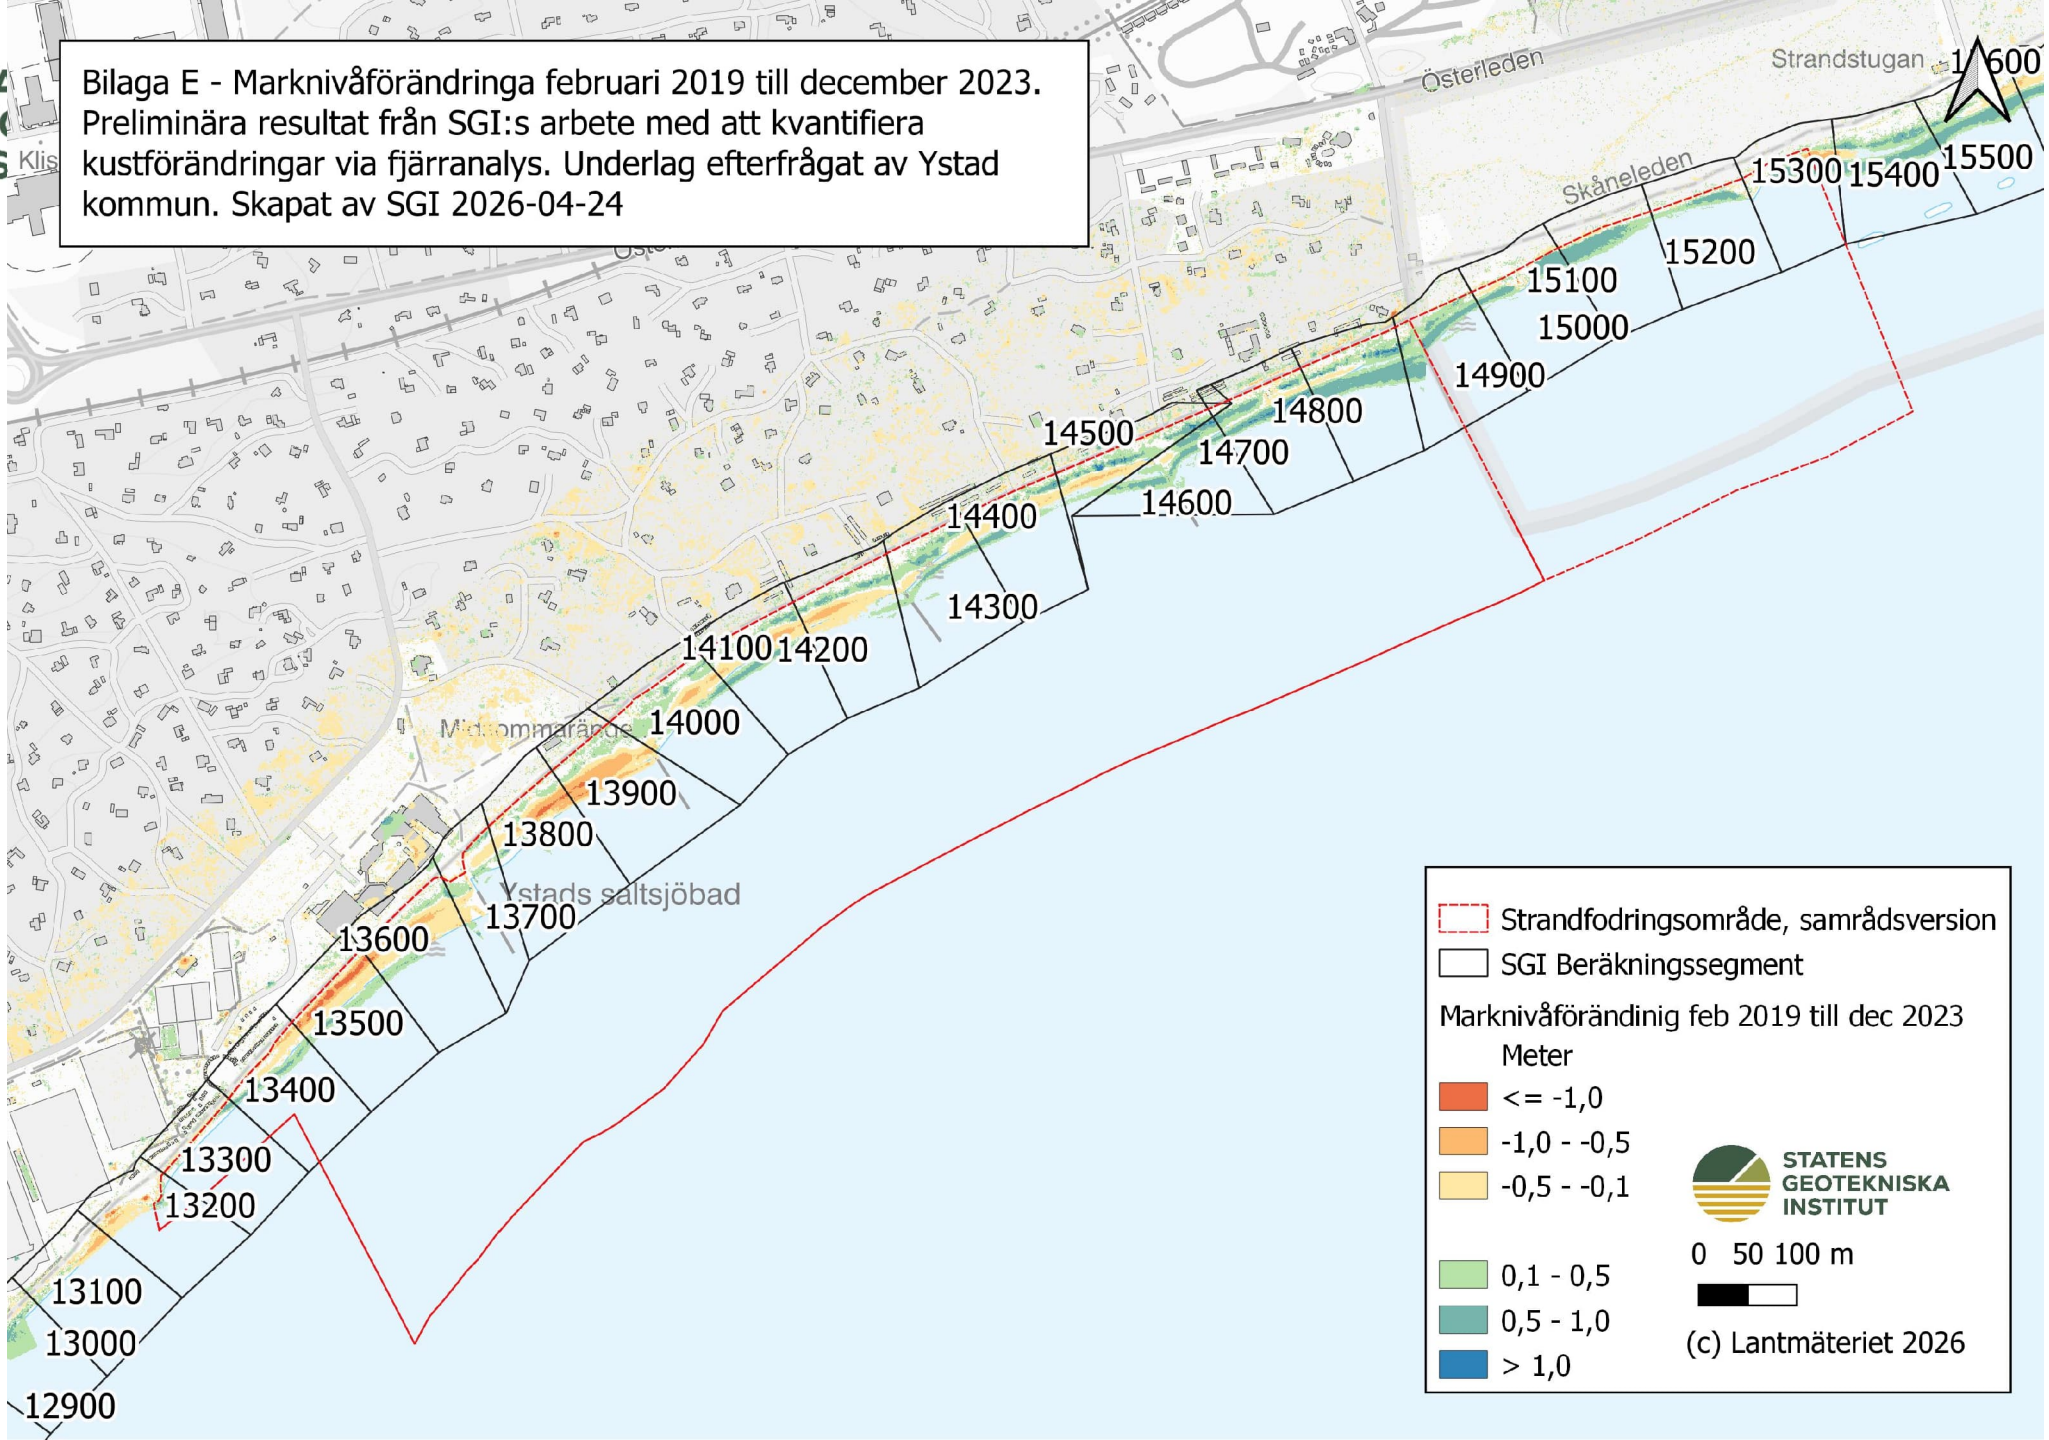 Bilaga E - Marknivåförändringa februari 2019 till december 2023.
Preliminära resultat från SGI:s arbete med att kvantifiera
kustförändringar via fjärranalys. Underlag efterfrågat av Ystad
kommun. Skapat av SGI 2026-04-24
Klis
Österleden
Strandstugan
Skåneleden
15500
15400
15300
15200
15100
15000
14900
14800
14700
14600
14500
14400
14300
14200
14100
14000
13900
13800
Ystads saltsjöbad
13700
13600
13500
13400
13300
13200
13100
13000
12900
Strandfodringsområde, samrådsversion
SGI Beräkningssegment
Marknivåförändinig feb 2019 till dec 2023
Meter
<= -1,0
-1,0 - -0,5
-0,5 - -0,1
0,1 - 0,5
0,5 - 1,0
> 1,0
STATENS
GEOTEKNISKA
INSTITUT
0 50 100 m
(c) Lantmäteriet 2026